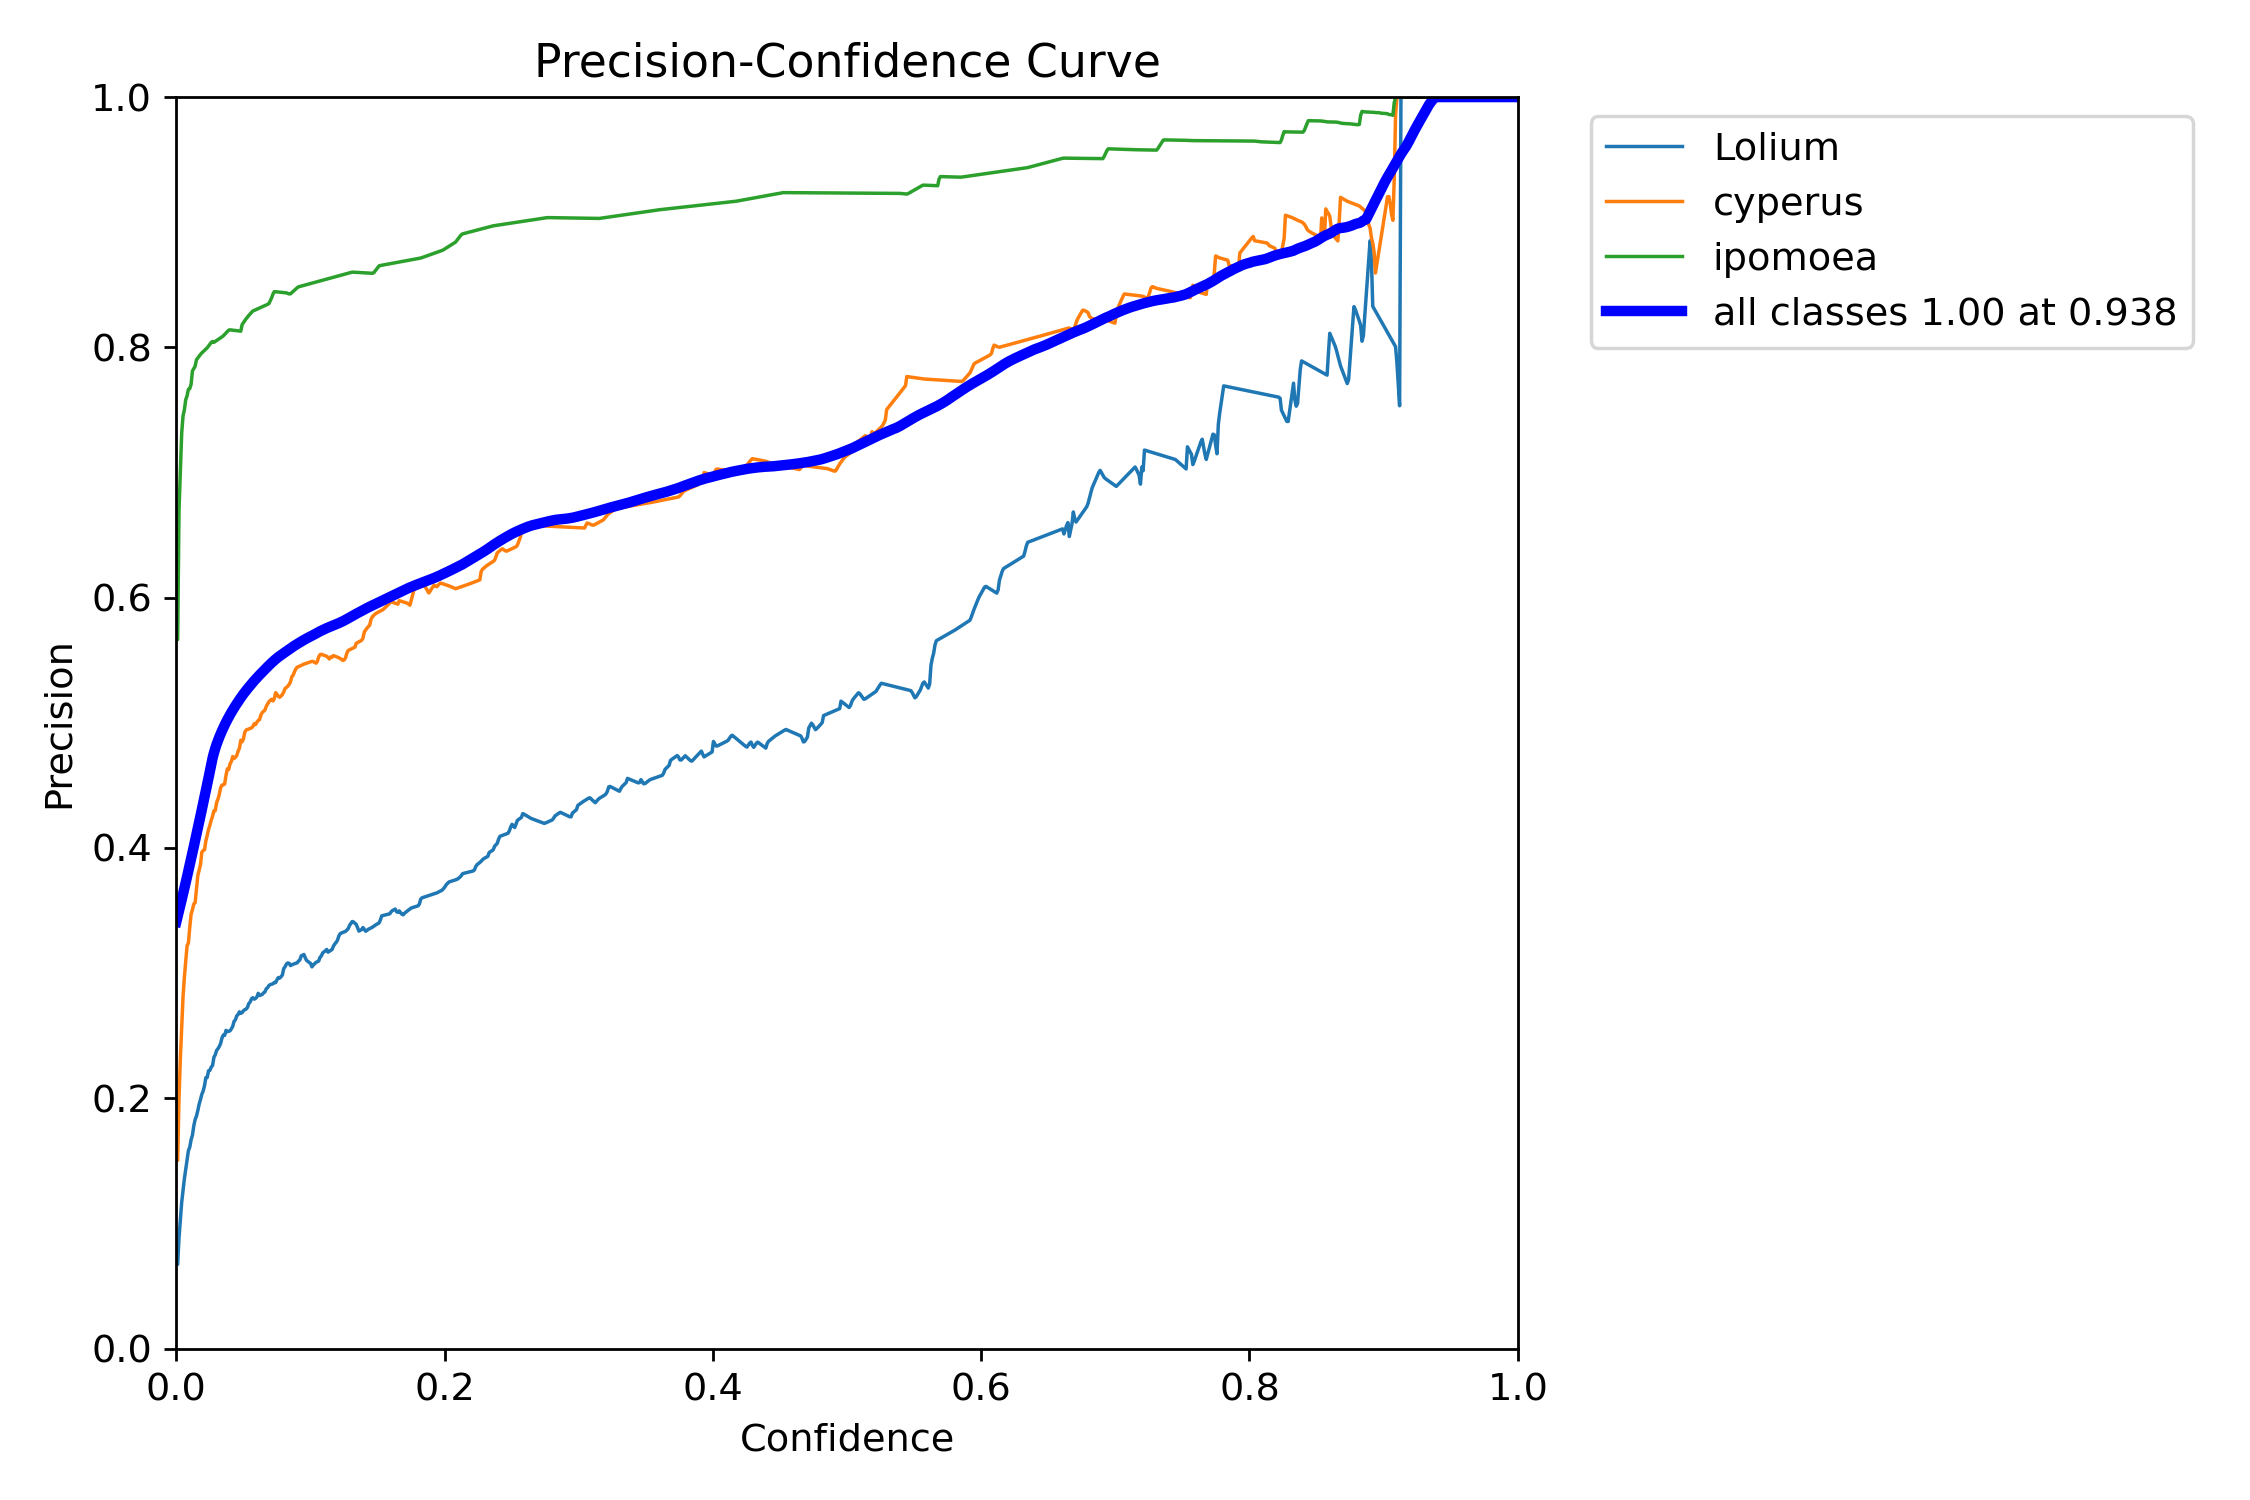 Precision-Confidence Curve
1.0
0.8
0.6
0.4
0.2
0.0
Precision
0.0 0.2 0.4 0.6 0.8 1.0
Confidence
Lolium
cyperus
ipomoea
all classes 1.00 at 0.938